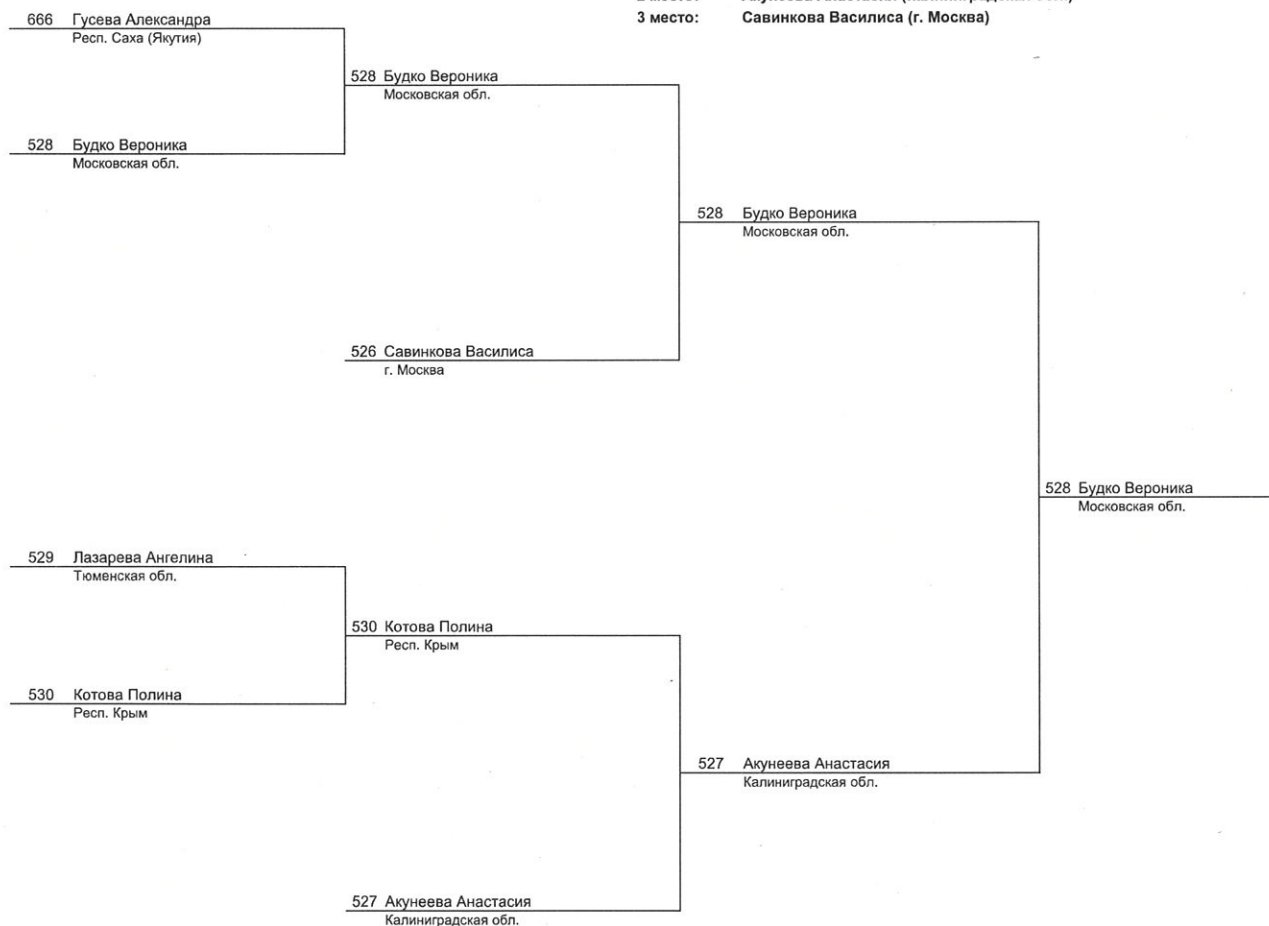 666 Гусева Александра
Респ. Саха (Якутия)
3 место: Савинкова Василиса (г. Москва)
528 Будко Вероника
Московская обл.
528 Будко Вероника
Московская обл.
528 Будко Вероника
Московская обл.
526 Савинкова Василиса
г. Москва
528 Будко Вероника
Московская обл.
529 Лазарева Ангелина
Тюменская обл.
530 Котова Полина
Респ. Крым
530 Котова Полина
Респ. Крым
527 Акунеева Анастасия
Калиниградская обл.
527 Акунеева Анастасия
Калиниградская обл.